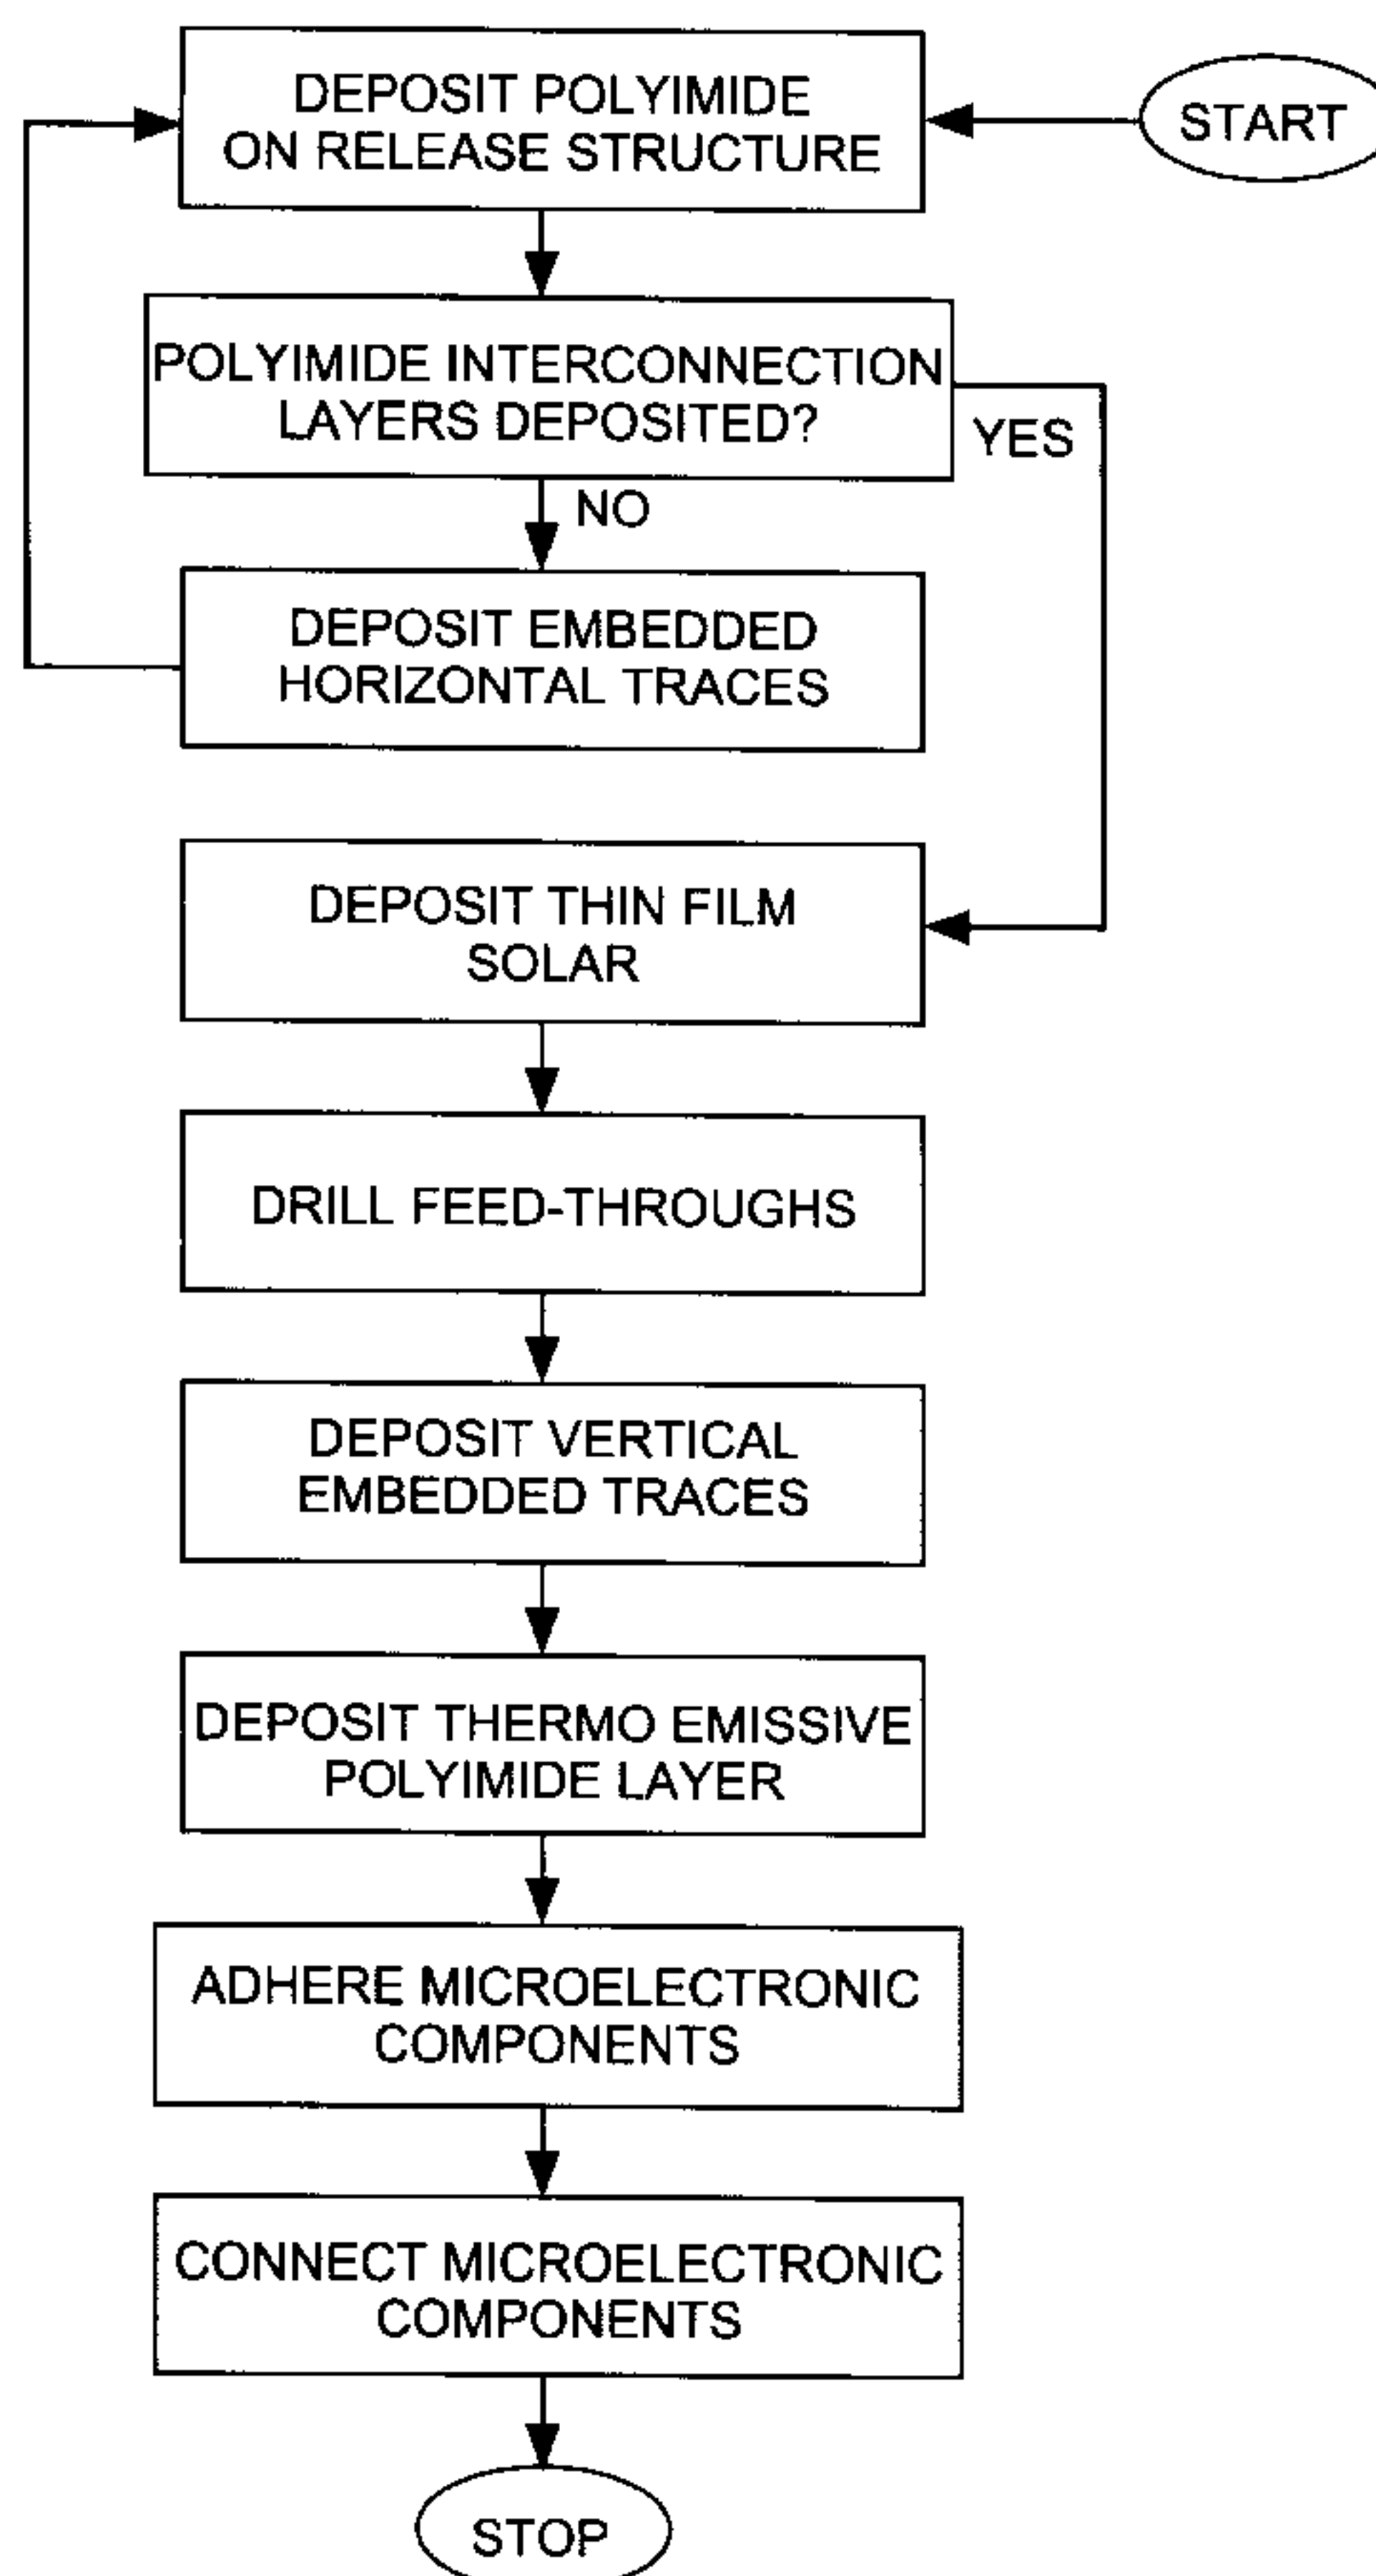 START
DEPOSIT POLYIMIDE
ON RELEASE STRUCTURE
POLYIMIDE INTERCONNECTION
LAYERS DEPOSITED?
YES
NO
DEPOSIT EMBEDDED
HORIZONTAL TRACES
DEPOSIT THIN FILM
SOLAR
DRILL FEED-THROUGHS
DEPOSIT VERTICAL
EMBEDDED TRACES
DEPOSIT THERMO EMISSIVE
POLYIMIDE LAYER
ADHERE MICROELECTRONIC
COMPONENTS
CONNECT MICROELECTRONIC
COMPONENTS
STOP